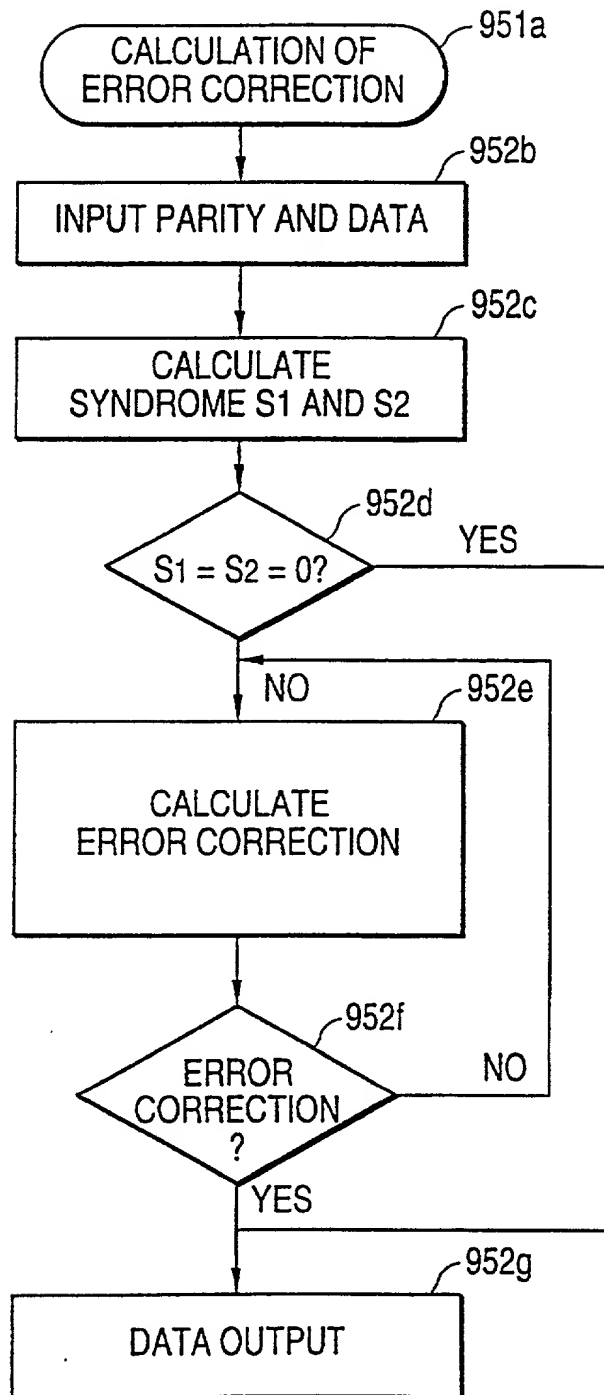 951a
CALCULATION OF
ERROR CORRECTION
952b
INPUT PARITY AND DATA
952c
CALCULATE
SYNDROME S1 AND S2
952d
S1 = S2 = 0?
YES
NO
952e
CALCULATE
ERROR CORRECTION
952f
ERROR
CORRECTION
?
NO
YES
952g
DATA OUTPUT